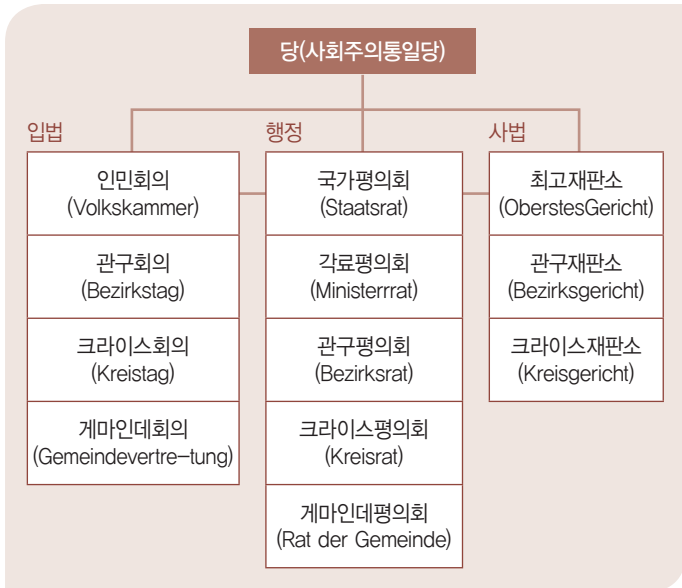 당(사회주의통일당)
입법
인민회의
(Volkskammer)
관구회의
(Bezirkstag)
크라이스회의
(Kreistag)
게마인데회의
(Gemeindevertre-tung)
행정
국가평의회
(Staatsrat)
각료평의회
(Ministerrrat)
관구평의회
(Bezirksrat)
크라이스평의회
(Kreisrat)
게마인데평의회
(Rat der Gemeinde)
사법
최고재판소
(OberstesGericht)
관구재판소
(Bezirksgericht)
크라이스재판소
(Kreisgericht)